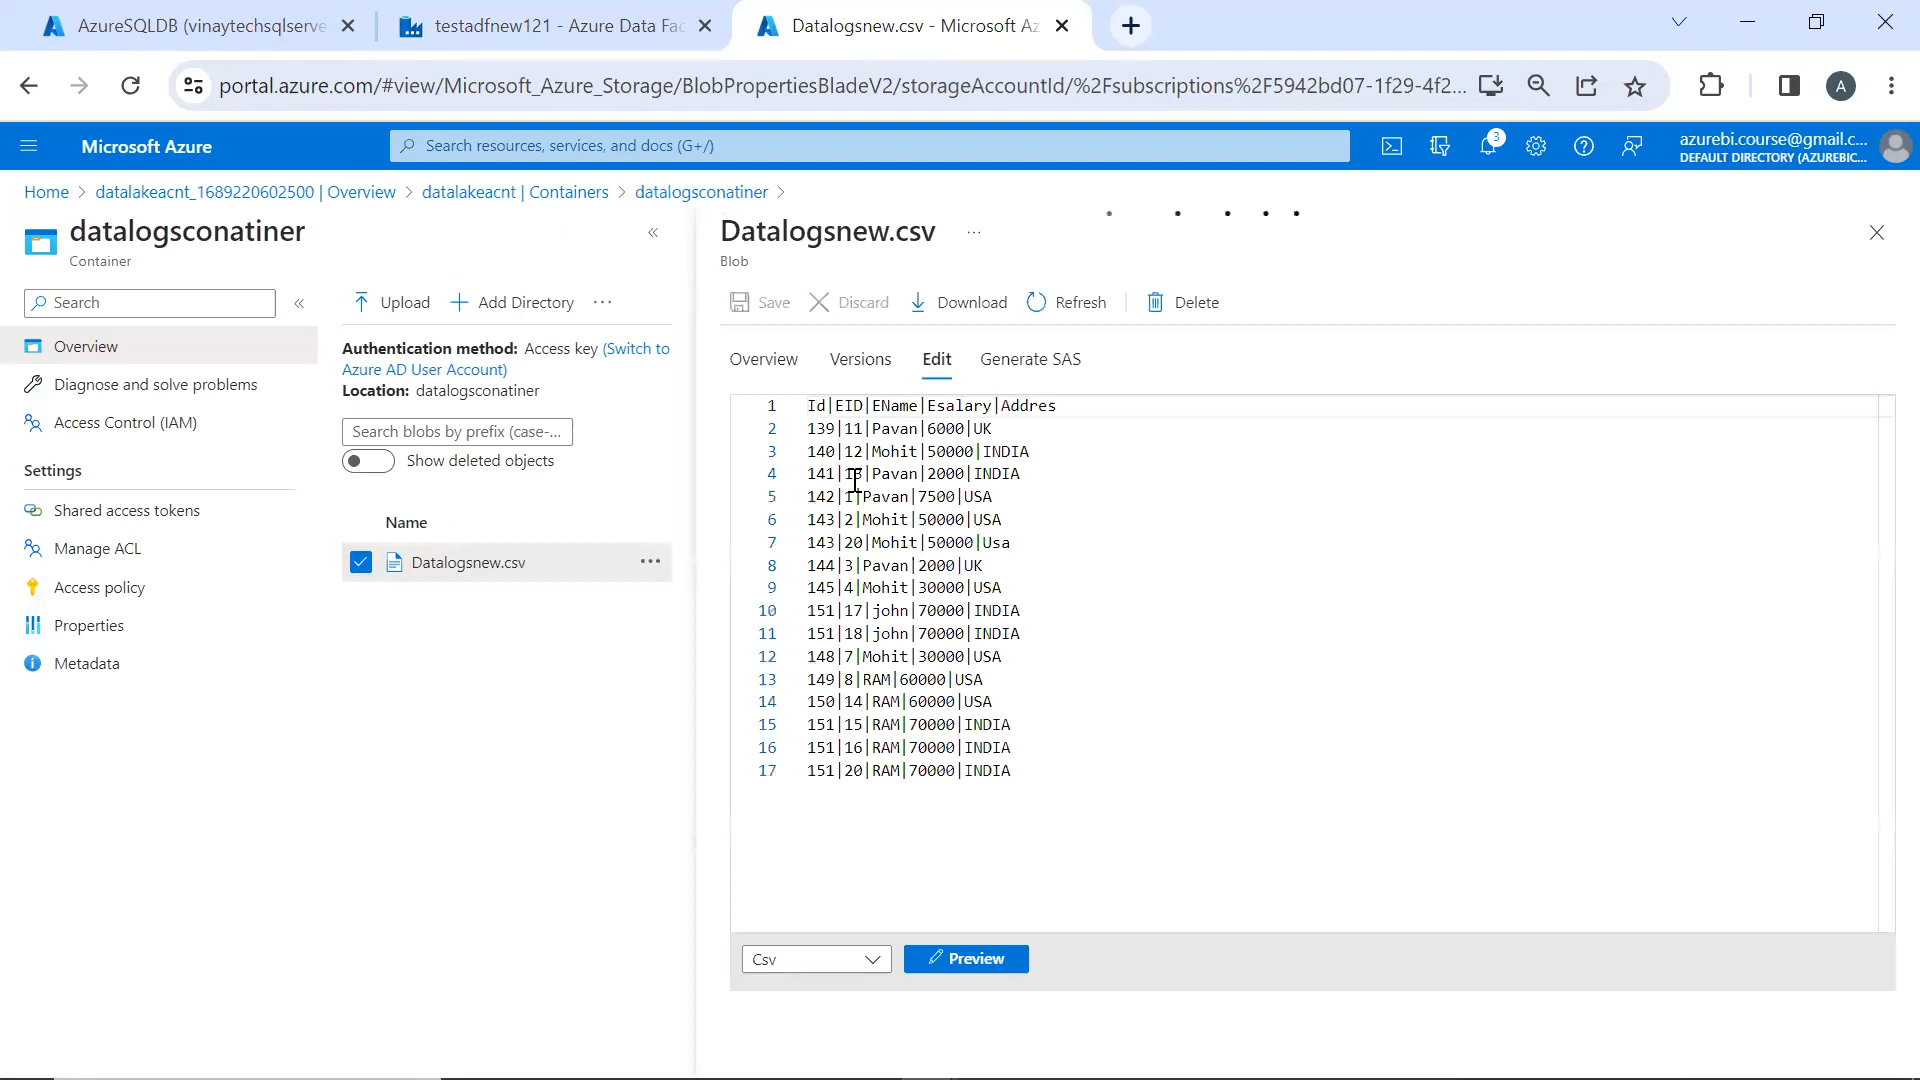 AzureSQLDB (vinaytechsqlserve
testadfnew121 - Azure Data Fac
Datalogsnew.csv - Microsoft Az
portal.azure.com/#view/Microsoft_Azure_Storage/BlobPropertiesBladeV2/storageAccountId/%2Fsubscriptions%2F5942bd07-1f29-4f2...
A
Microsoft Azure
Search resources, services, and docs (G+/)
3
azurebi.course@gmail.c...
DEFAULT DIRECTORY (AZUREBIC...
Home > datalakeacnt_1689220602500 | Overview > datalakeacnt | Containers > datalogsconatiner >
datalogsconatiner
Container
Search
Overview
Diagnose and solve problems
Access Control (IAM)
Settings
Shared access tokens
Manage ACL
Access policy
Properties
Metadata
Upload
Add Directory
Authentication method: Access key (Switch to
Azure AD User Account)
Location: datalogsconatiner
Search blobs by prefix (case-...
Show deleted objects
Name
Datalogsnew.csv
Datalogsnew.csv
Blob
Save
Discard
Download
Refresh
Delete
Overview
Versions
Edit
Generate SAS
1 Id|EID|EName|Esalary|Addres
2 139|11|Pavan|6000|UK
3 140|12|Mohit|50000|INDIA
4 141|13|Pavan|2000|INDIA
5 142|1|Pavan|7500|USA
6 143|2|Mohit|50000|USA
7 143|20|Mohit|50000|Usa
8 144|3|Pavan|2000|UK
9 145|4|Mohit|30000|USA
10 151|17|john|70000|INDIA
11 151|18|john|70000|INDIA
12 148|7|Mohit|30000|USA
13 149|8|RAM|60000|USA
14 150|14|RAM|60000|USA
15 151|15|RAM|70000|INDIA
16 151|16|RAM|70000|INDIA
17 151|20|RAM|70000|INDIA
Csv
Preview